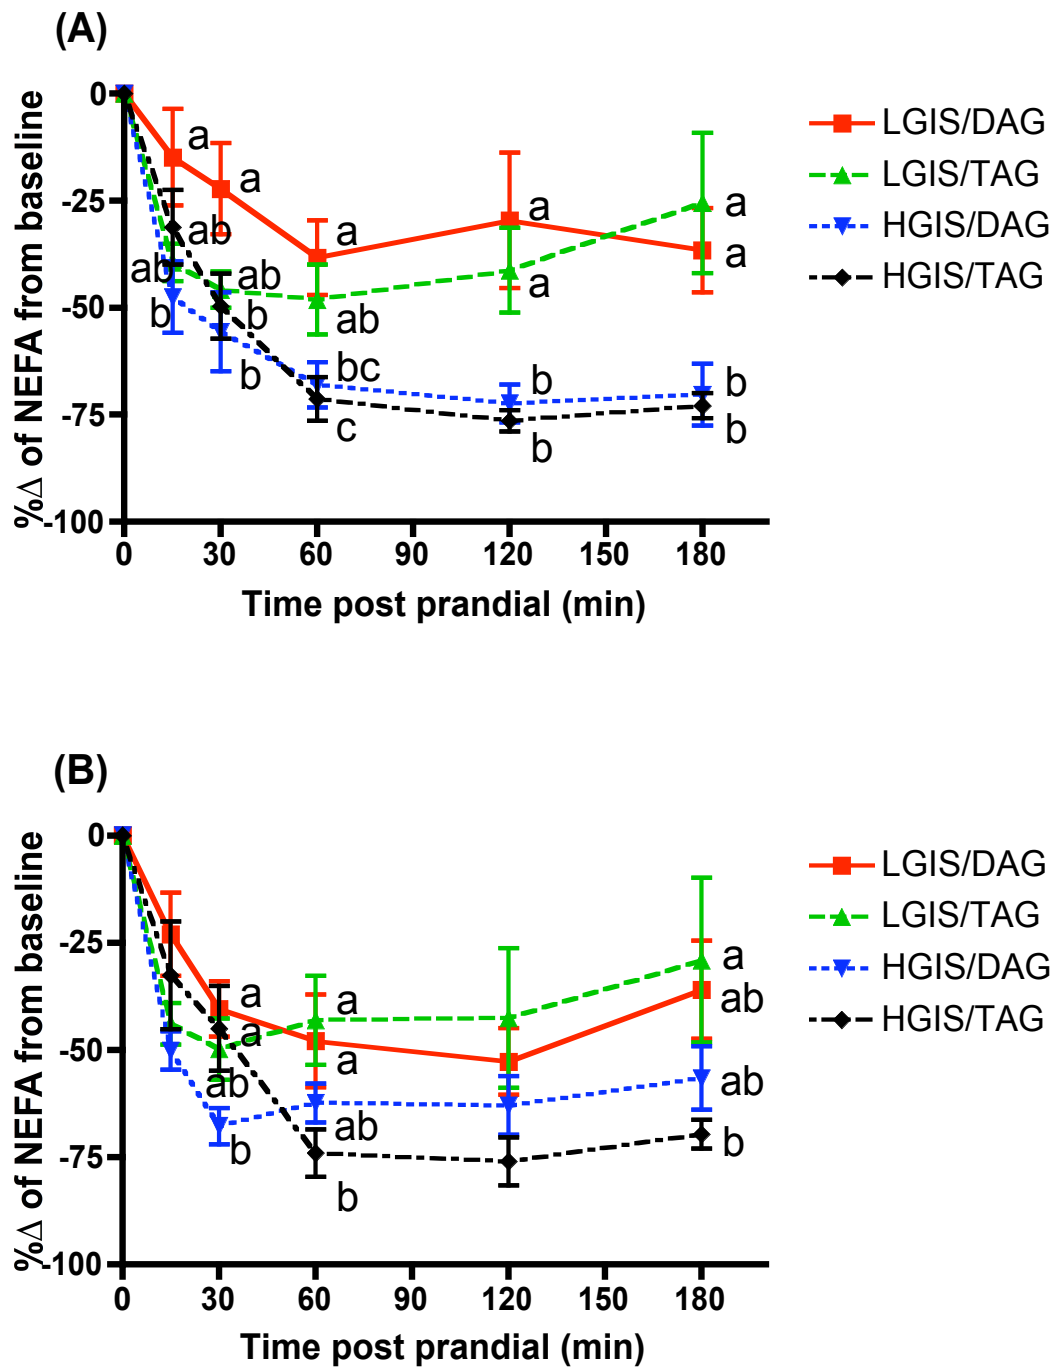 (A)
%Δ of NEFA from baseline
0
-25
-50
-75
-100
a
a
a
a
a
a
a
ab
ab
ab
ab
b
b
b
bc
c
b
b
b
b
0 30 60 90 120 150 180
Time post prandial (min)
LGIS/DAG
LGIS/TAG
HGIS/DAG
HGIS/TAG
(B)
%Δ of NEFA from baseline
0
-25
-50
-75
-100
a
a
ab
b
a
a
ab
b
a
ab
ab
b
0 30 60 90 120 150 180
Time post prandial (min)
LGIS/DAG
LGIS/TAG
HGIS/DAG
HGIS/TAG